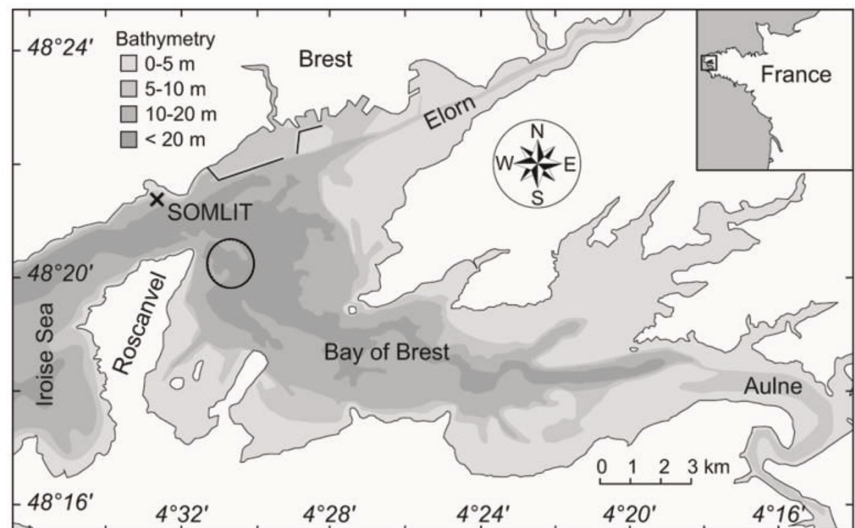 48°24'
Bathymetry
0-5 m
5-10 m
10-20 m
< 20 m
Brest
Elorn
N
W E
S
France
SOMLIT
48°20'
Roscanvel
Iroise Sea
Bay of Brest
Aulne
0 1 2 3 km
48°16'
4°32' 4°28' 4°24' 4°20' 4°16'